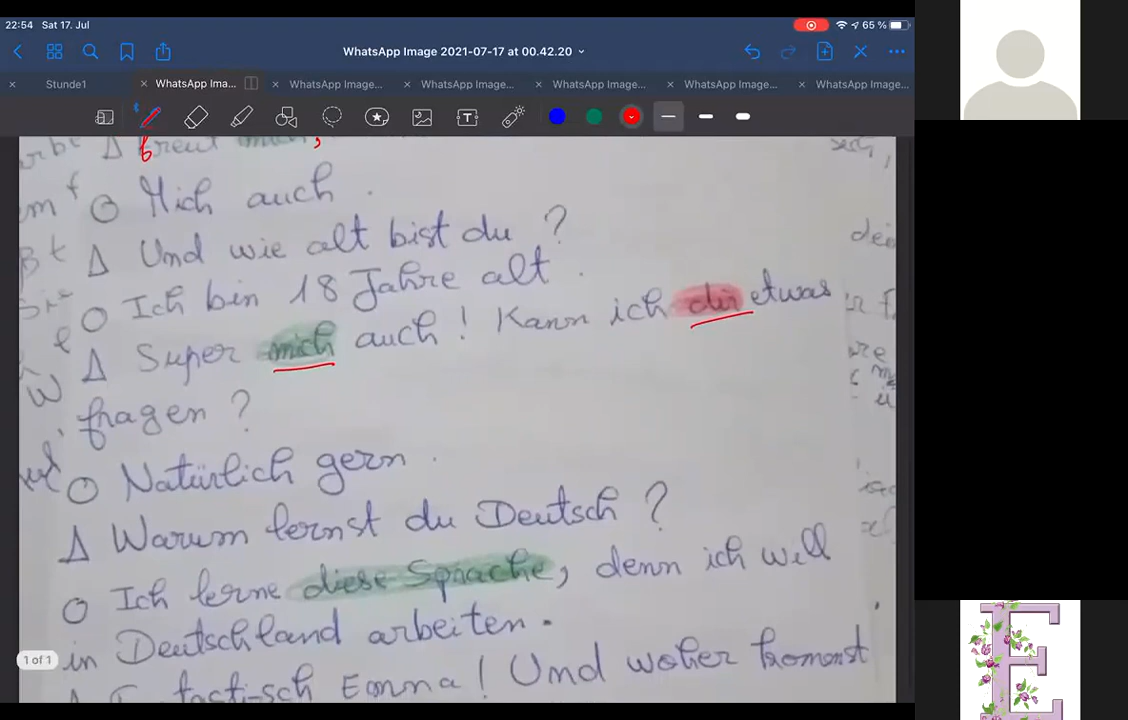 22:54 Sat 17. Jul
65 %
WhatsApp Image 2021-07-17 at 00.42.20
Stunde1
WhatsApp Ima...
WhatsApp Image...
WhatsApp Image...
WhatsApp Image...
WhatsApp Image...
WhatsApp Image...
freut mich,
Mich auch.
Und wie alt bist du ?
Ich bin 18 Jahre alt.
Super mich auch ! Kann ich dir etwas
fragen ?
Natürlich gern.
Warum lernst du Deutsch ?
Ich lerne diese Sprache, denn ich will
in Deutschland arbeiten.
Emma ! Und woher kommst
1 of 1
E